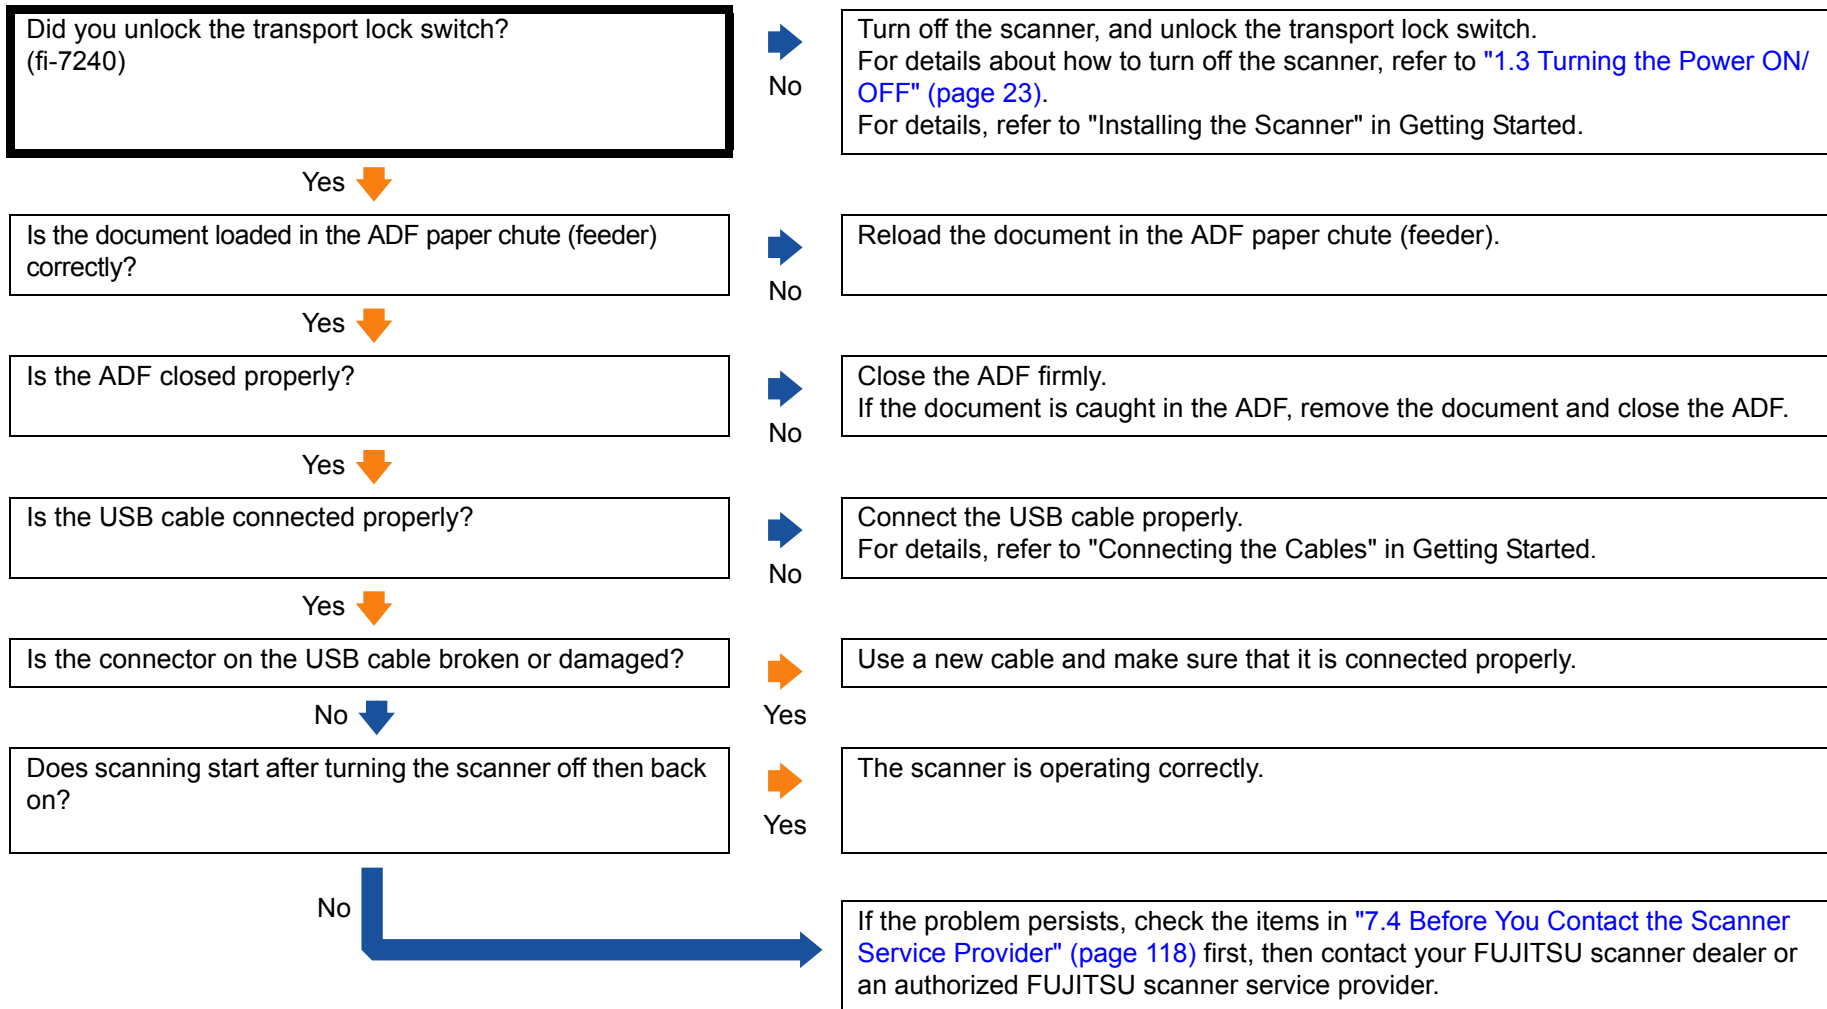 Did you unlock the transport lock switch?
(fi-7240)
No
Turn off the scanner, and unlock the transport lock switch.
For details about how to turn off the scanner, refer to "1.3 Turning the Power ON/
OFF" (page 23).
For details, refer to "Installing the Scanner" in Getting Started.
Yes
Is the document loaded in the ADF paper chute (feeder)
correctly?
No
Reload the document in the ADF paper chute (feeder).
Yes
Is the ADF closed properly?
No
Close the ADF firmly.
If the document is caught in the ADF, remove the document and close the ADF.
Yes
Is the USB cable connected properly?
No
Connect the USB cable properly.
For details, refer to "Connecting the Cables" in Getting Started.
Yes
Is the connector on the USB cable broken or damaged?
Yes
Use a new cable and make sure that it is connected properly.
No
Does scanning start after turning the scanner off then back
on?
Yes
The scanner is operating correctly.
No
If the problem persists, check the items in "7.4 Before You Contact the Scanner
Service Provider" (page 118) first, then contact your FUJITSU scanner dealer or
an authorized FUJITSU scanner service provider.